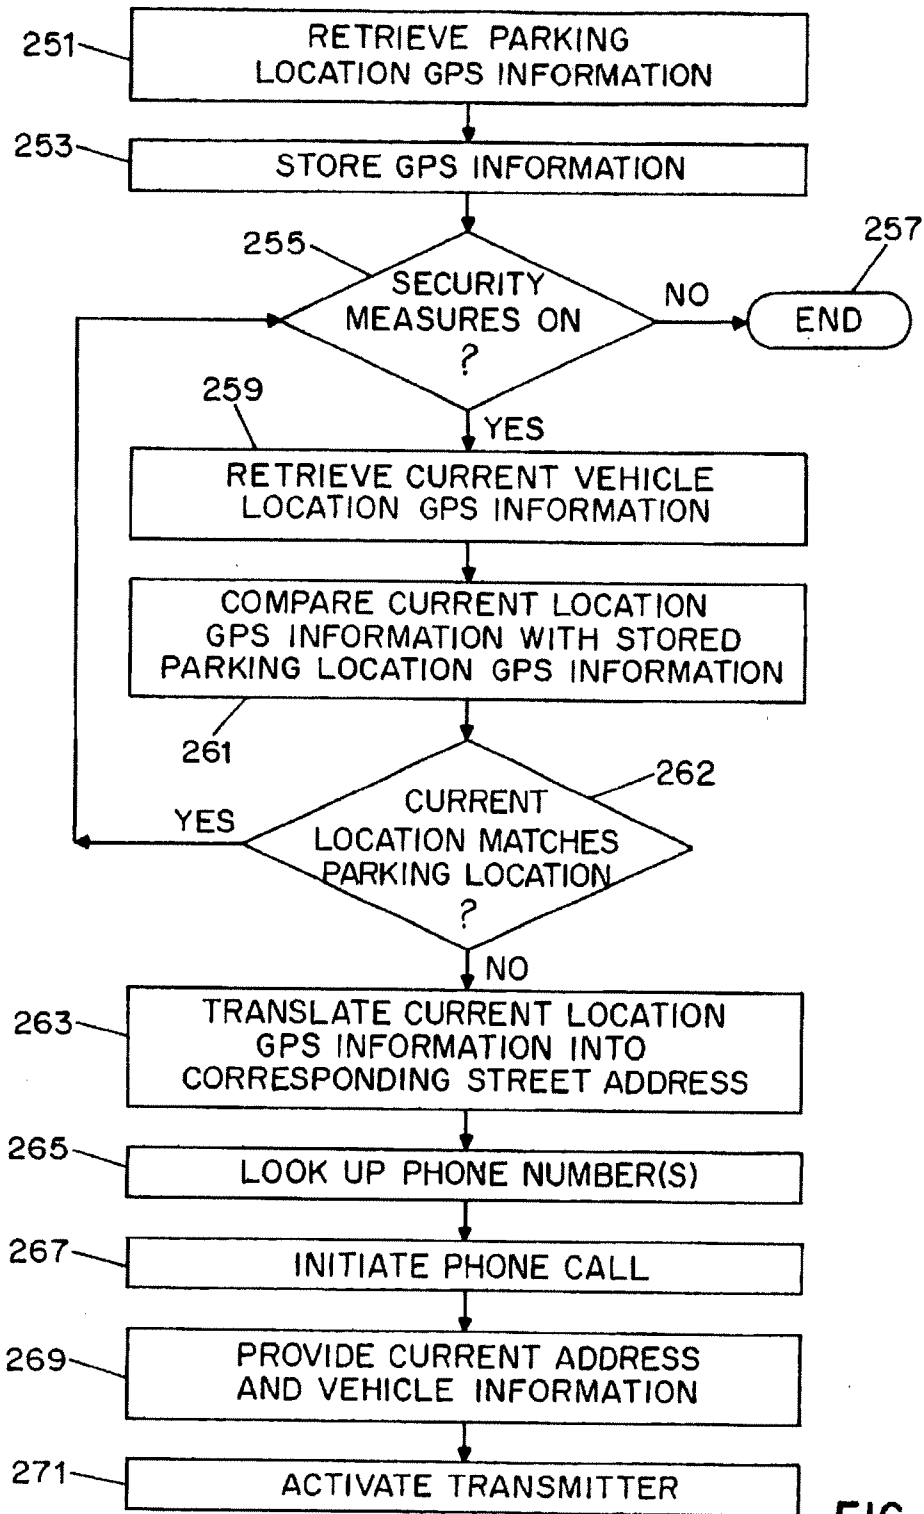 251
RETRIEVE PARKING
LOCATION GPS INFORMATION
253
STORE GPS INFORMATION
255
SECURITY
MEASURES ON
?
NO
257
END
YES
259
RETRIEVE CURRENT VEHICLE
LOCATION GPS INFORMATION
COMPARE CURRENT LOCATION
GPS INFORMATION WITH STORED
PARKING LOCATION GPS INFORMATION
261
262
CURRENT
LOCATION MATCHES
PARKING LOCATION
?
YES
NO
263
TRANSLATE CURRENT LOCATION
GPS INFORMATION INTO
CORRESPONDING STREET ADDRESS
265
LOOK UP PHONE NUMBER(S)
267
INITIATE PHONE CALL
269
PROVIDE CURRENT ADDRESS
AND VEHICLE INFORMATION
271
ACTIVATE TRANSMITTER